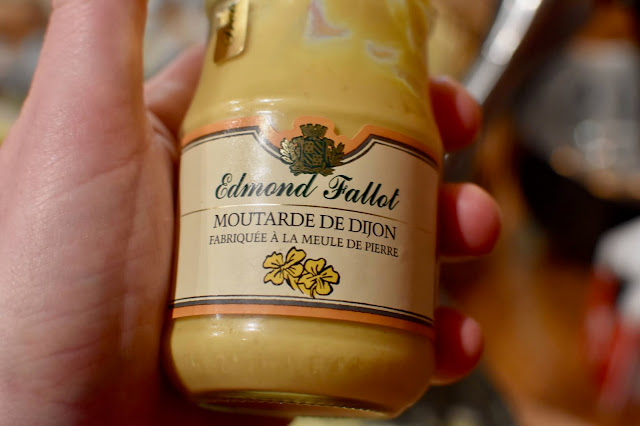 Edmond Fallot
MOUTARDE DE DIJON
FABRIQUÉE À LA MEULE DE PIERRE